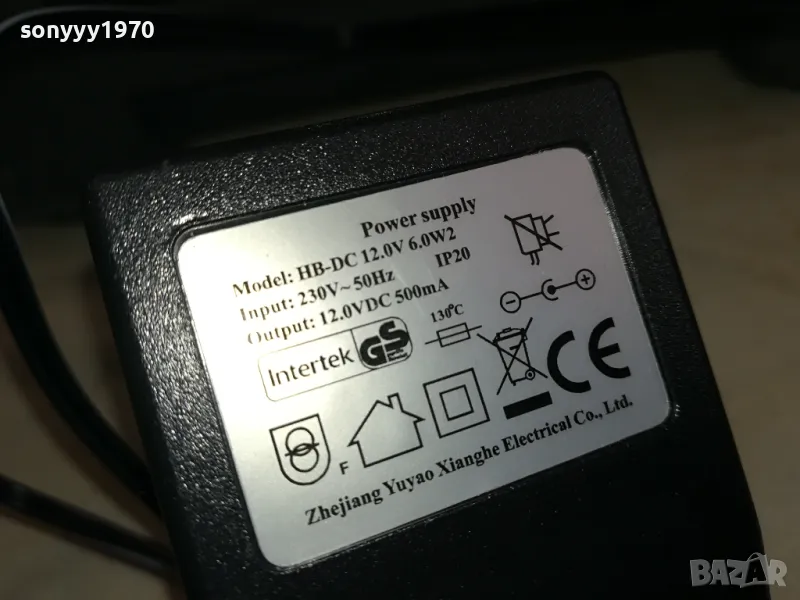 sonyyy1970
Power supply
Model: HB-DC 12.0V 6.0W2
Input: 230V~ 50Hz IP20
Output: 12.0VDC 500mA
Intertek GS
130°C
F
CE
Zhejiang Yuyao Xianghe Electrical Co., Ltd.
BAZAR